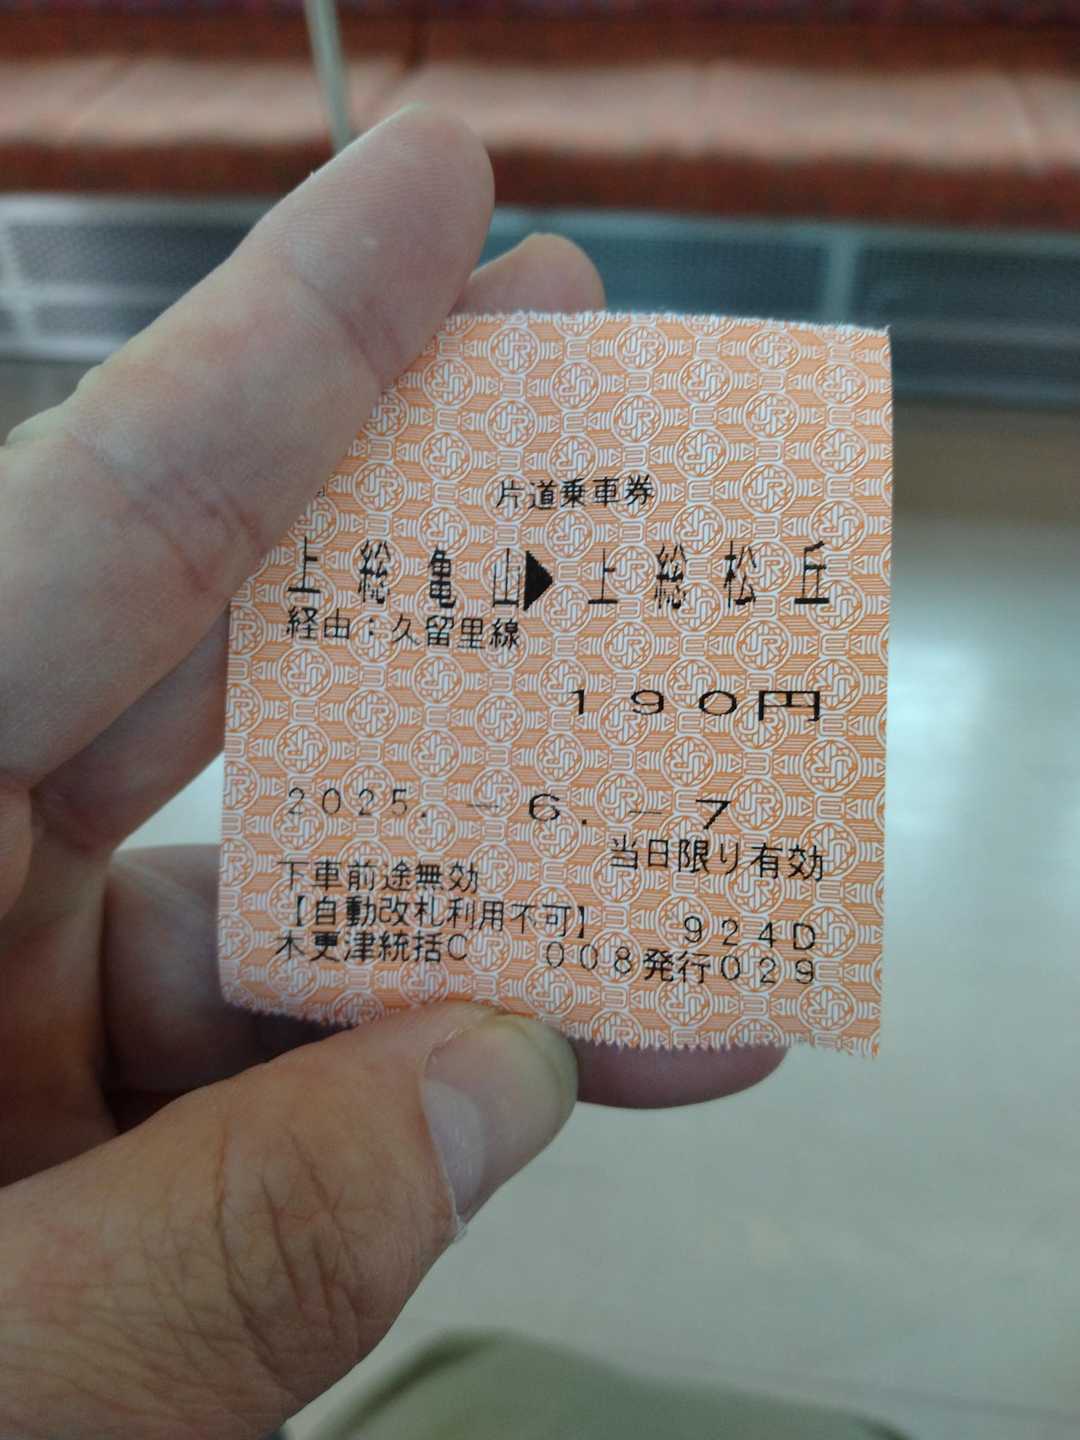 片道乗車券
上総亀山▶上総松丘
経由：久留里線
190円
2025.-6.-7
当日限り有効
下車前途無効
【自動改札利用不可】 924D
木更津統括C 008発行029